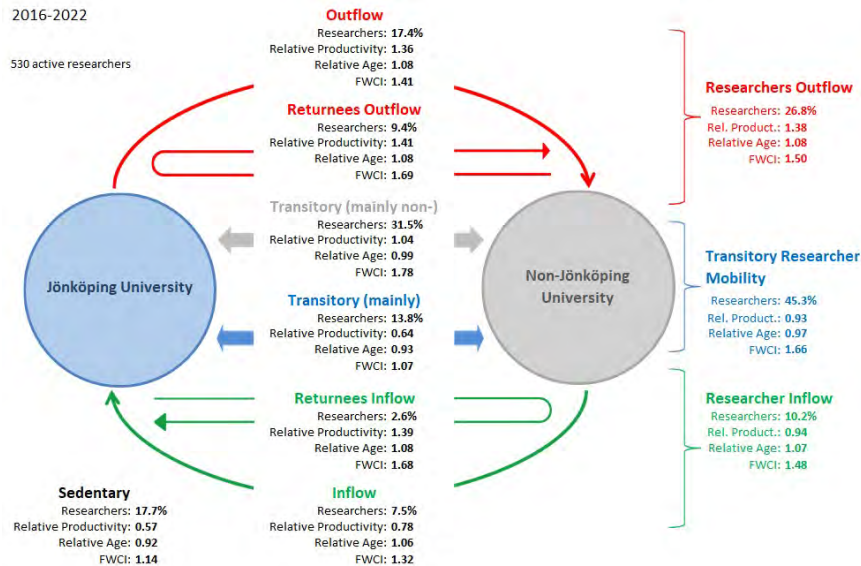 2016-2022
530 active researchers
Outflow
Researchers: 17.4%
Relative Productivity: 1.36
Relative Age: 1.08
FWCI: 1.41
Returnees Outflow
Researchers: 9.4%
Relative Productivity: 1.41
Relative Age: 1.08
FWCI: 1.69
Transitory (mainly non-)
Researchers: 31.5%
Relative Productivity: 1.04
Relative Age: 0.99
FWCI: 1.78
Jönköping University
Non-Jönköping
University
Transitory (mainly)
Researchers: 13.8%
Relative Productivity: 0.64
Relative Age: 0.93
FWCI: 1.07
Returnees Inflow
Researchers: 2.6%
Relative Productivity: 1.39
Relative Age: 1.08
FWCI: 1.68
Sedentary
Researchers: 17.7%
Relative Productivity: 0.57
Relative Age: 0.92
FWCI: 1.14
Inflow
Researchers: 7.5%
Relative Productivity: 0.78
Relative Age: 1.06
FWCI: 1.32
Researchers Outflow
Researchers: 26.8%
Rel. Product.: 1.38
Relative Age: 1.08
FWCI: 1.50
Transitory Researcher
Mobility
Researchers: 45.3%
Rel. Product.: 0.93
Relative Age: 0.97
FWCI: 1.66
Researcher Inflow
Researchers: 10.2%
Rel. Product.: 0.94
Relative Age: 1.07
FWCI: 1.48